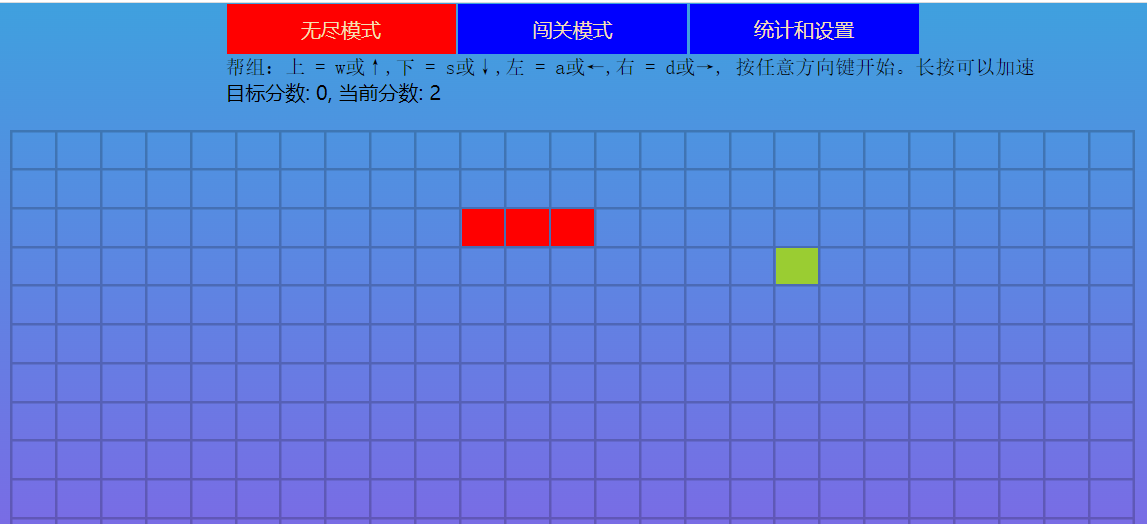 无尽模式 闯关模式 统计和设置
帮组: 上 = w或↑,下 = s或↓,左 = a或←,右 = d或→, 按任意方向键开始。长按可以加速
目标分数: 0, 当前分数: 2